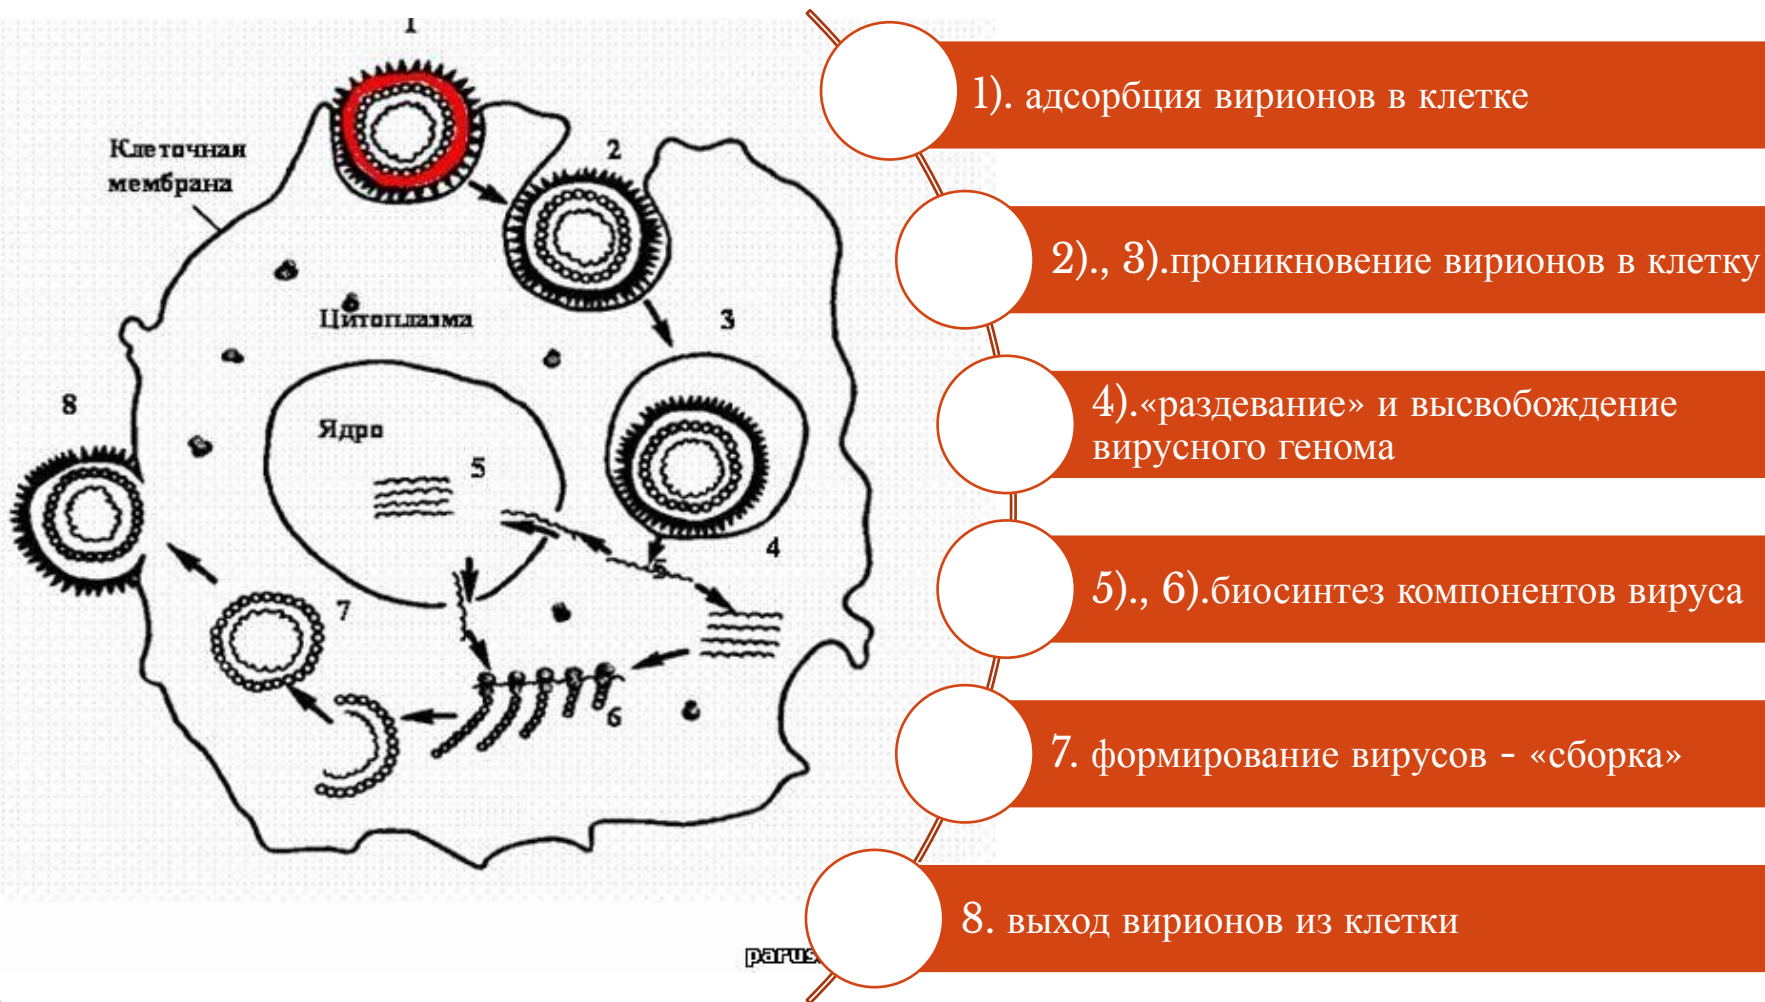 1
Клеточная
мембрана
2
Цитоплазма
3
8
Ядро
5
4
5
7
6
parus
1). адсорбция вирионов в клетке
2)., 3).проникновение вирионов в клетку
4).«раздевание» и высвобождение
вирусного генома
5)., 6).биосинтез компонентов вируса
7. формирование вирусов - «сборка»
8. выход вирионов из клетки